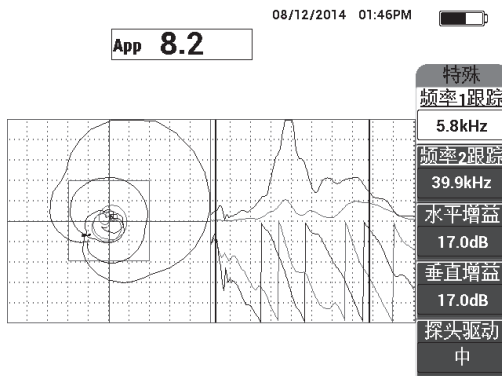 08/12/2014 01:46PM
App 8.2
特殊
频率1跟踪
5.8kHz
频率2跟踪
39.9kHz
水平增益
17.0dB
垂直增益
17.0dB
探头驱动
中